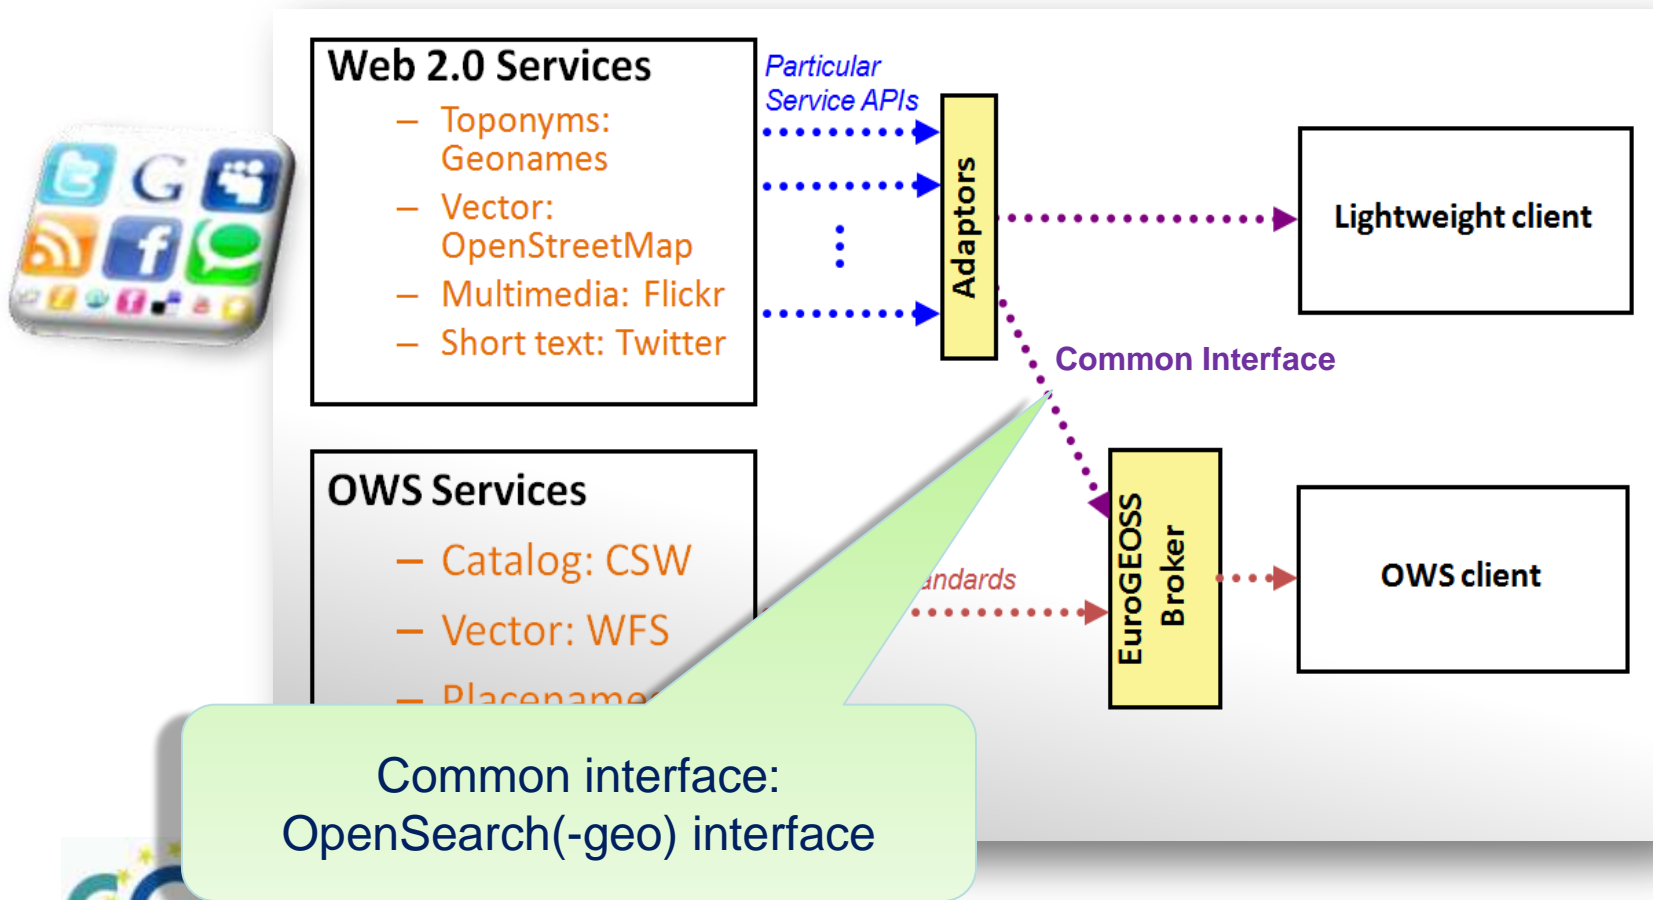 Web 2.0 Services
– Toponyms:
Geonames
– Vector:
OpenStreetMap
– Multimedia: Flickr
– Short text: Twitter
Particular
Service APIs
Adaptors
Lightweight client
Common Interface
OWS Services
– Catalog: CSW
– Vector: WFS
– Placename
andards
EuroGEOSS
Broker
OWS client
Common interface:
OpenSearch(-geo) interface